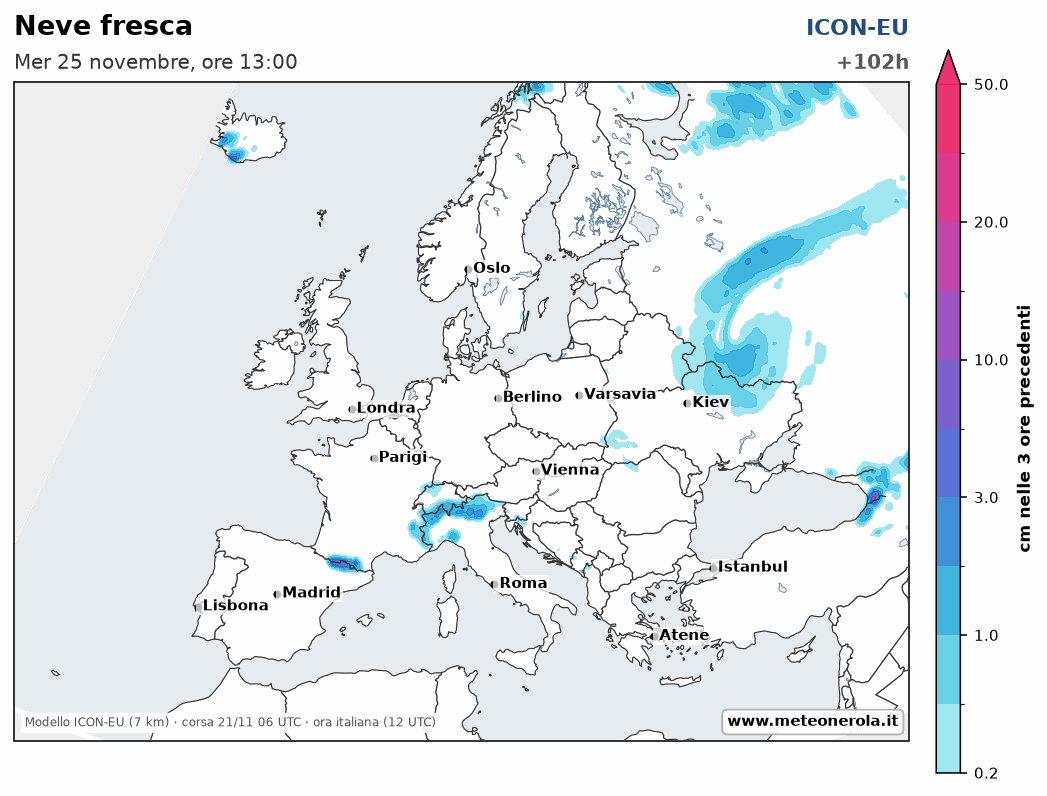 Neve fresca
ICON-EU
Mer 25 novembre, ore 13:00
+102h
50.0
20.0
10.0
3.0
1.0
0.2
cm nelle 3 ore precedenti
Oslo
Berlino
Varsavia
Londra
Kiev
Parigi
Vienna
Istanbul
Roma
Madrid
Lisbona
Atene
Modello ICON-EU (7 km) · corsa 21/11 06 UTC · ora italiana (12 UTC)
www.meteonerola.it